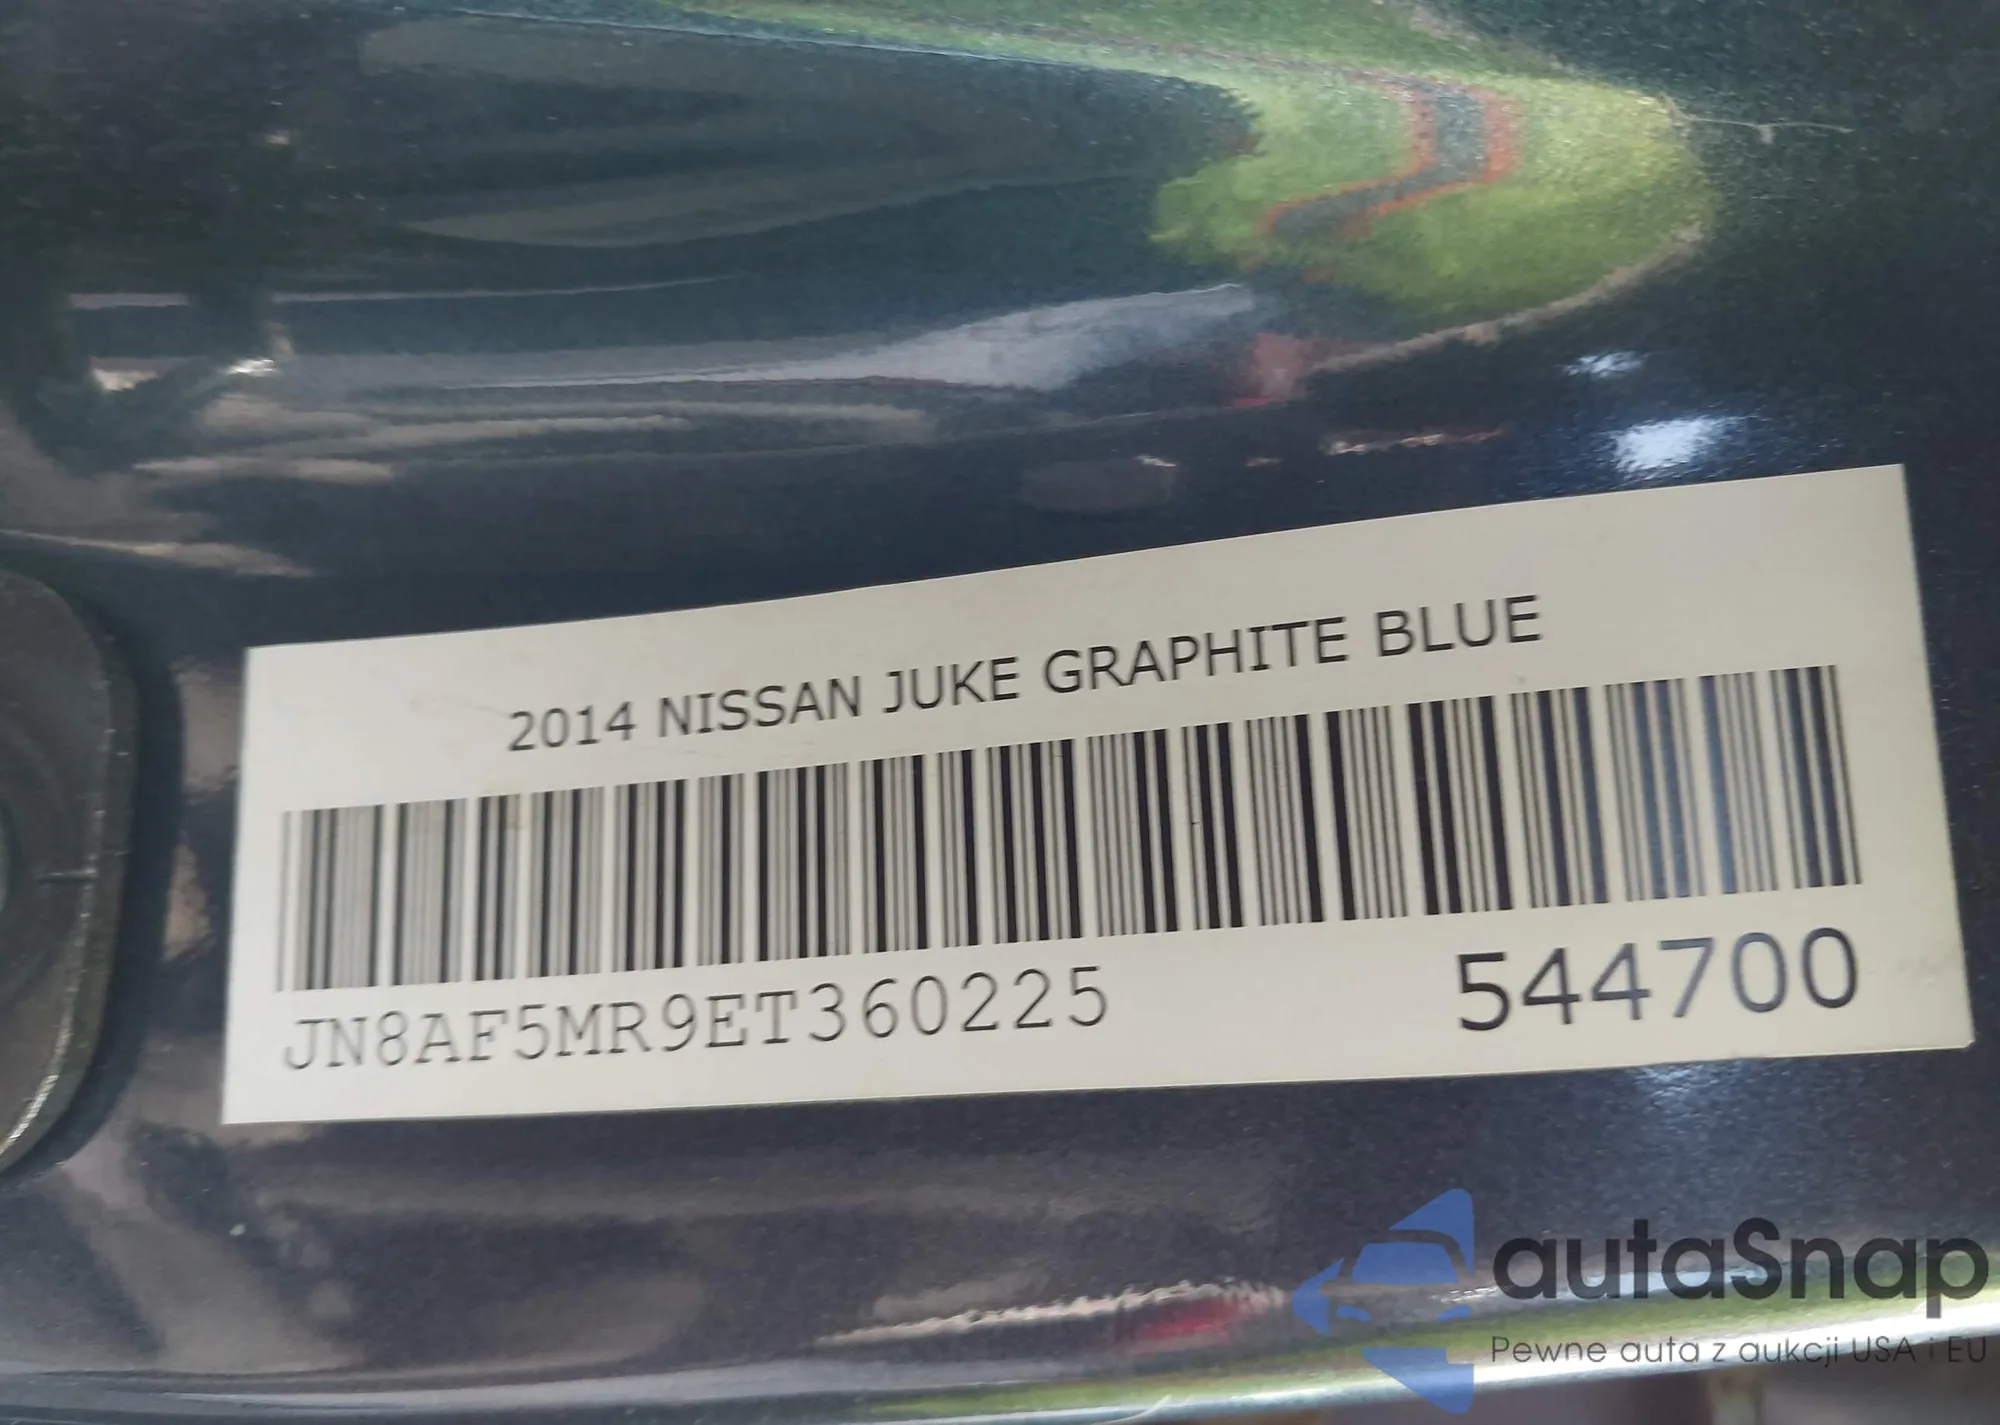 2014 NISSAN JUKE GRAPHITE BLUE
JN8AF5MR9ET360225
544700
autaSnap
Pewne auta z aukcji USA i EU